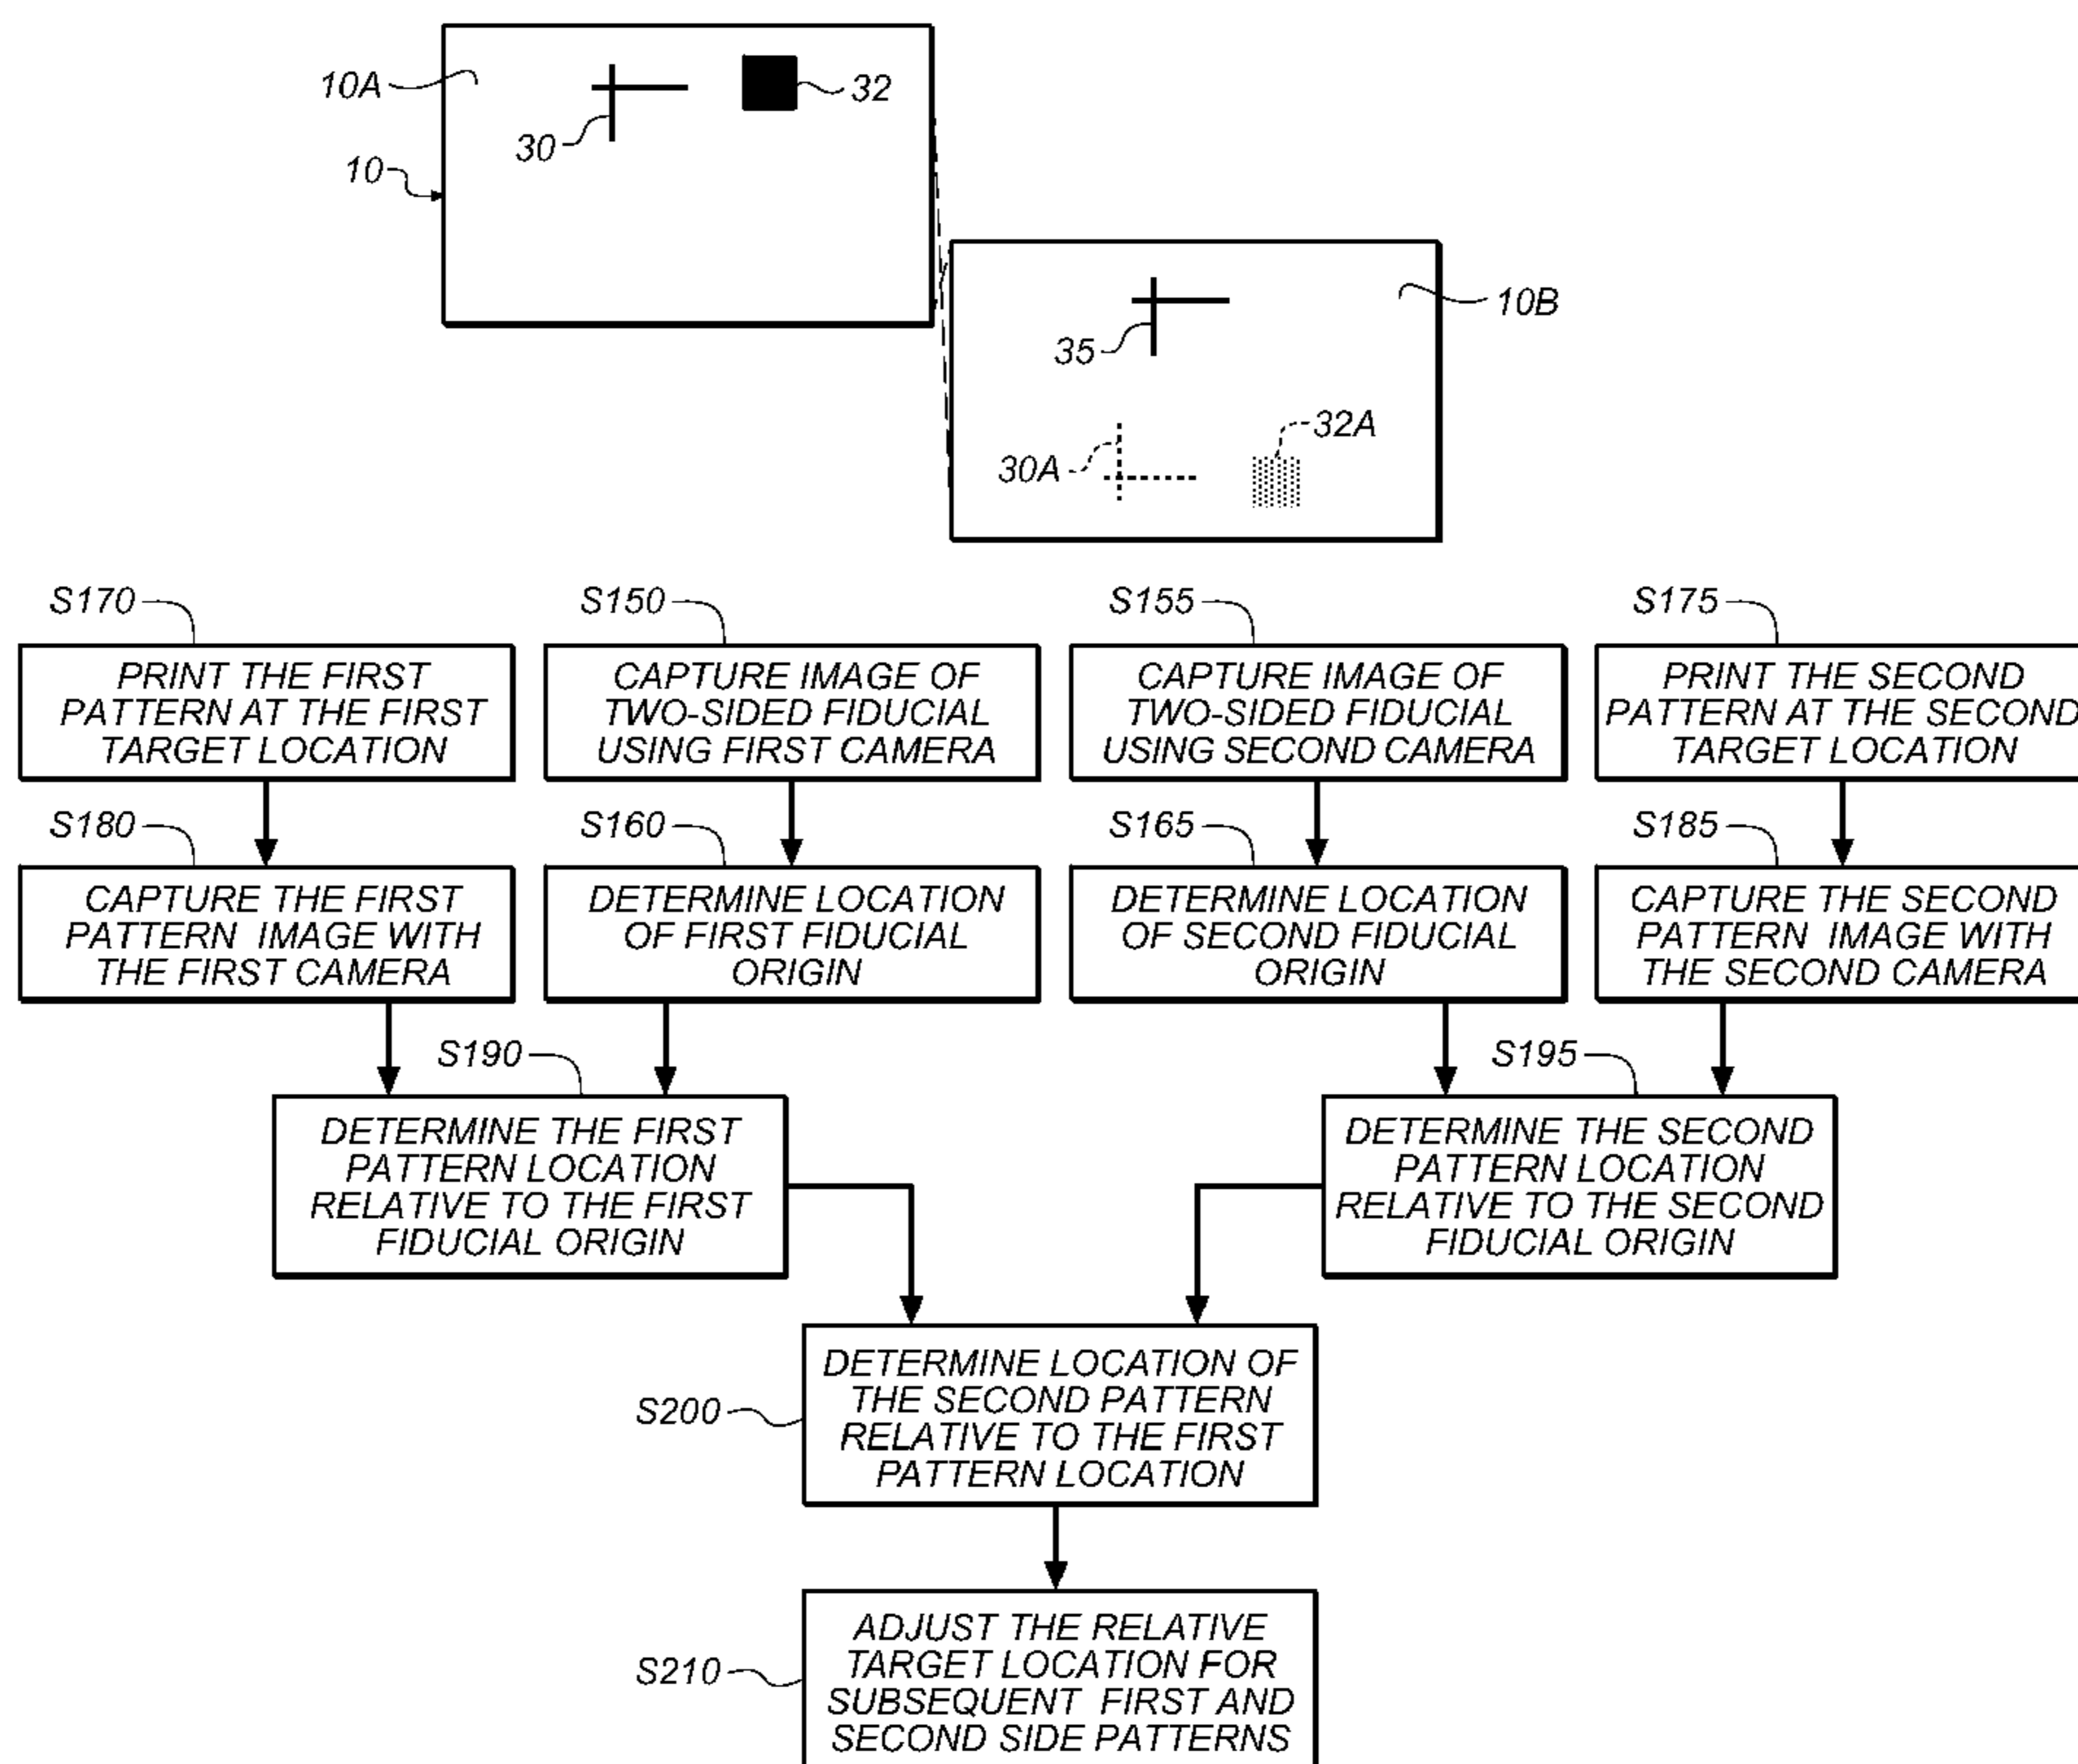 10A
30
32
10
10B
35
32A
30A
S170
S150
S155
S175
PRINT THE FIRST
PATTERN AT THE FIRST
TARGET LOCATION
CAPTURE IMAGE OF
TWO-SIDED FIDUCIAL
USING FIRST CAMERA
CAPTURE IMAGE OF
TWO-SIDED FIDUCIAL
USING SECOND CAMERA
PRINT THE SECOND
PATTERN AT THE SECOND
TARGET LOCATION
S180
S160
S165
S185
CAPTURE THE FIRST
PATTERN IMAGE WITH
THE FIRST CAMERA
DETERMINE LOCATION
OF FIRST FIDUCIAL
ORIGIN
DETERMINE LOCATION
OF SECOND FIDUCIAL
ORIGIN
CAPTURE THE SECOND
PATTERN IMAGE WITH
THE SECOND CAMERA
S190
S195
DETERMINE THE FIRST
PATTERN LOCATION
RELATIVE TO THE FIRST
FIDUCIAL ORIGIN
DETERMINE THE SECOND
PATTERN LOCATION
RELATIVE TO THE SECOND
FIDUCIAL ORIGIN
S200
DETERMINE LOCATION OF
THE SECOND PATTERN
RELATIVE TO THE FIRST
PATTERN LOCATION
S210
ADJUST THE RELATIVE
TARGET LOCATION FOR
SUBSEQUENT FIRST AND
SECOND SIDE PATTERNS